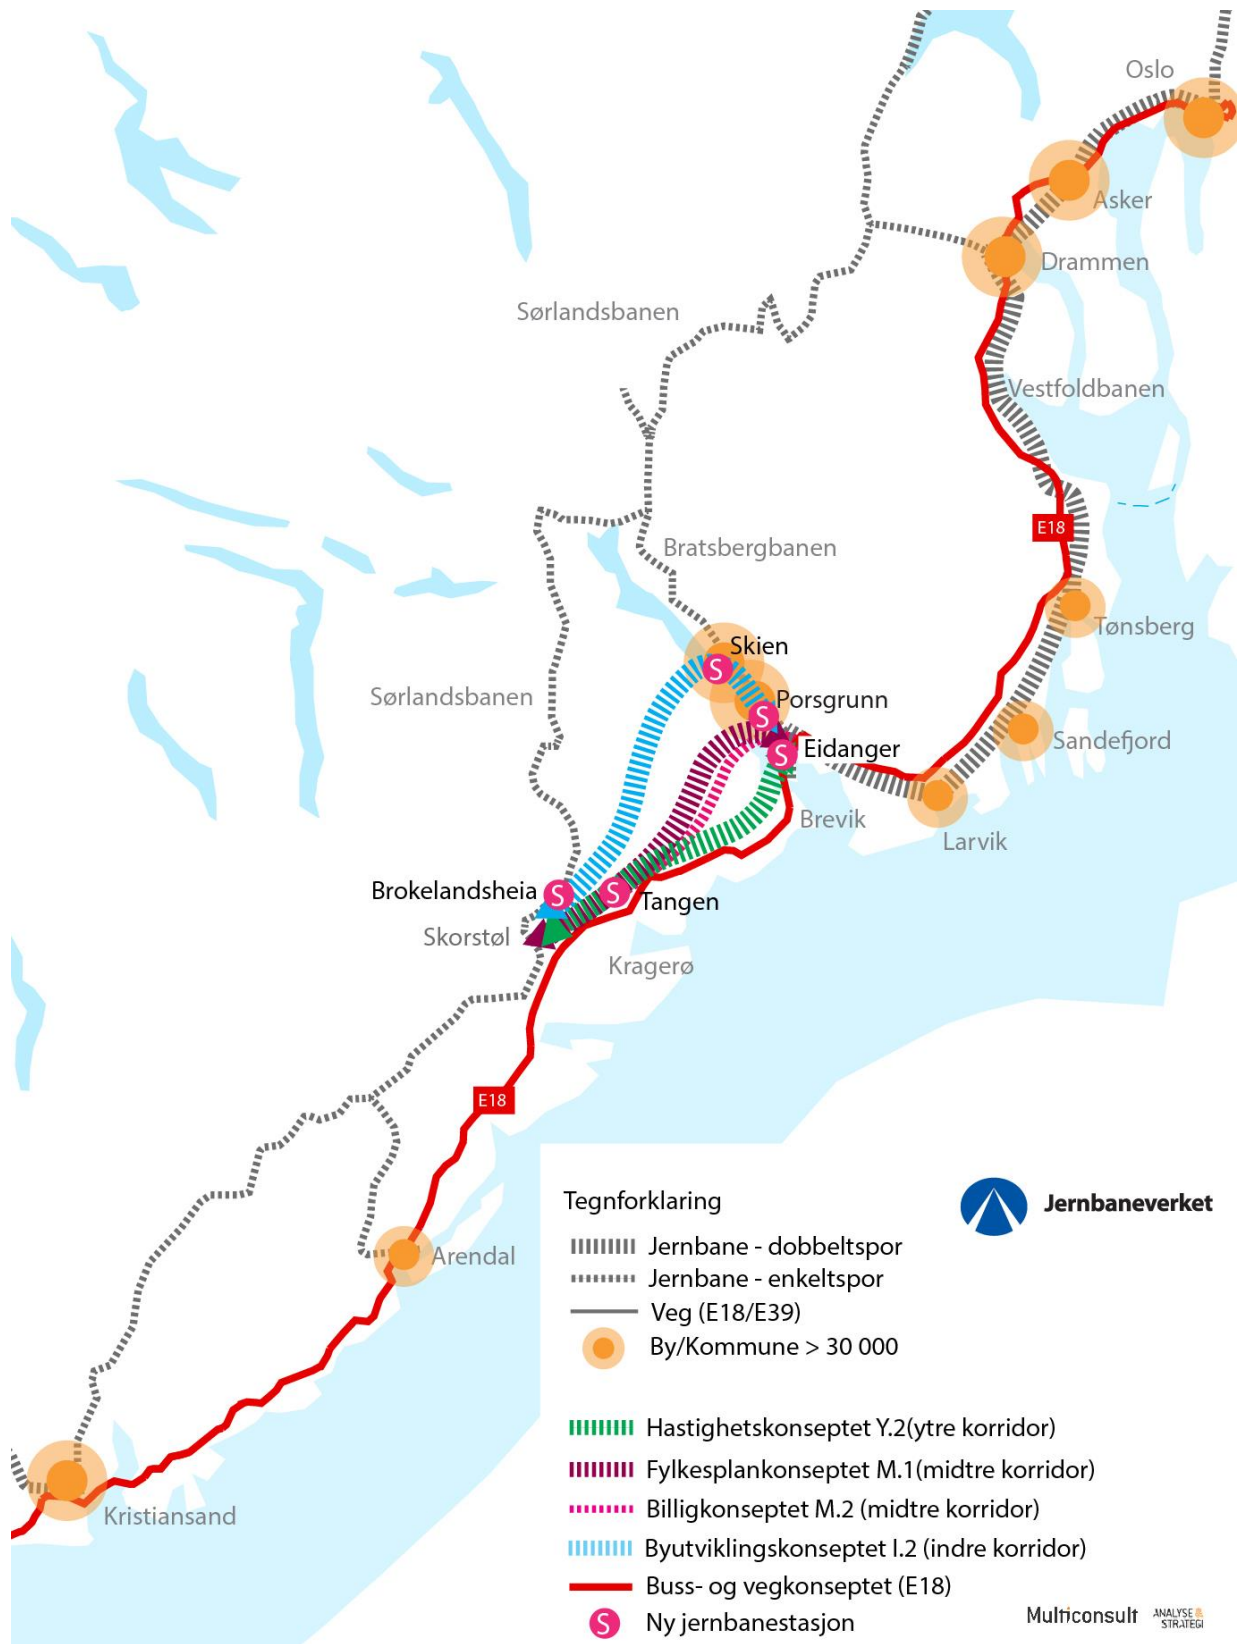 Oslo
Asker
Drammen
Sørlandsbanen
Vestfoldbanen
E18
Bratsbergbanen
Tønsberg
Skien
Sørlandsbanen
Porsgrunn
S
S
Sandefjord
Eidanger
S
Brevik
Larvik
Brokelandsheia
S
S
Tangen
Skorstøl
Kragerø
E18
Arendal
Kristiansand
Tegnforklaring
Jernbane - dobbeltspor
Jernbane - enkeltspor
Veg (E18/E39)
By/Kommune > 30 000
Jernbaneverket
Hastighetskonseptet Y.2(ytre korridor)
Fylkesplankonseptet M.1(midtre korridor)
Billigkonseptet M.2 (midtre korridor)
Byutviklingskonseptet I.2 (indre korridor)
Buss- og vegkonseptet (E18)
S Ny jernbanestasjon
Multiconsult
ANALYSE &
STRATEGI